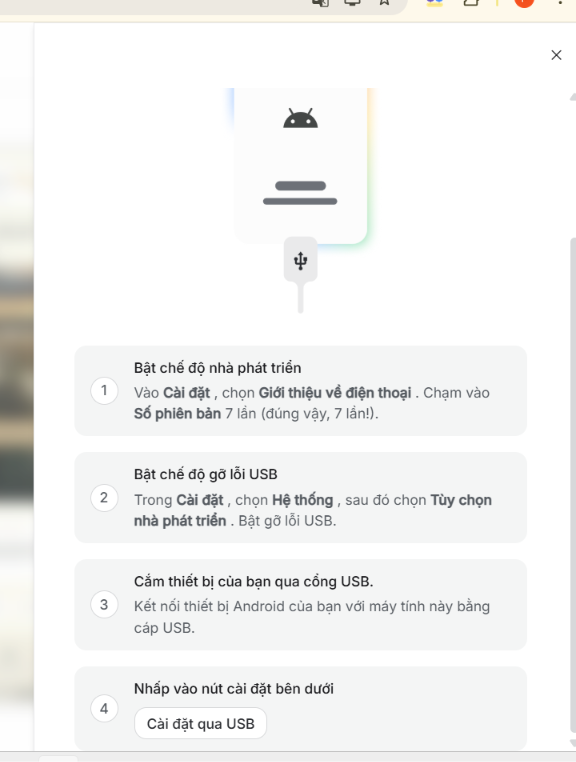 1
Bật chế độ nhà phát triển
Vào Cài đặt , chọn Giới thiệu về điện thoại . Chạm vào
Số phiên bản 7 lần (đúng vậy, 7 lần!).
2
Bật chế độ gỡ lỗi USB
Trong Cài đặt , chọn Hệ thống , sau đó chọn Tùy chọn
nhà phát triển . Bật gỡ lỗi USB.
3
Cắm thiết bị của bạn qua cổng USB.
Kết nối thiết bị Android của bạn với máy tính này bằng
cáp USB.
4
Nhấp vào nút cài đặt bên dưới
Cài đặt qua USB